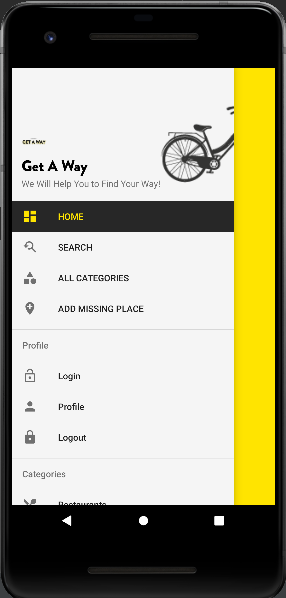 GET A WAY
Get A Way
We Will Help You to Find Your Way!
HOME
SEARCH
ALL CATEGORIES
ADD MISSING PLACE
Profile
Login
Profile
Logout
Categories
Restaurants